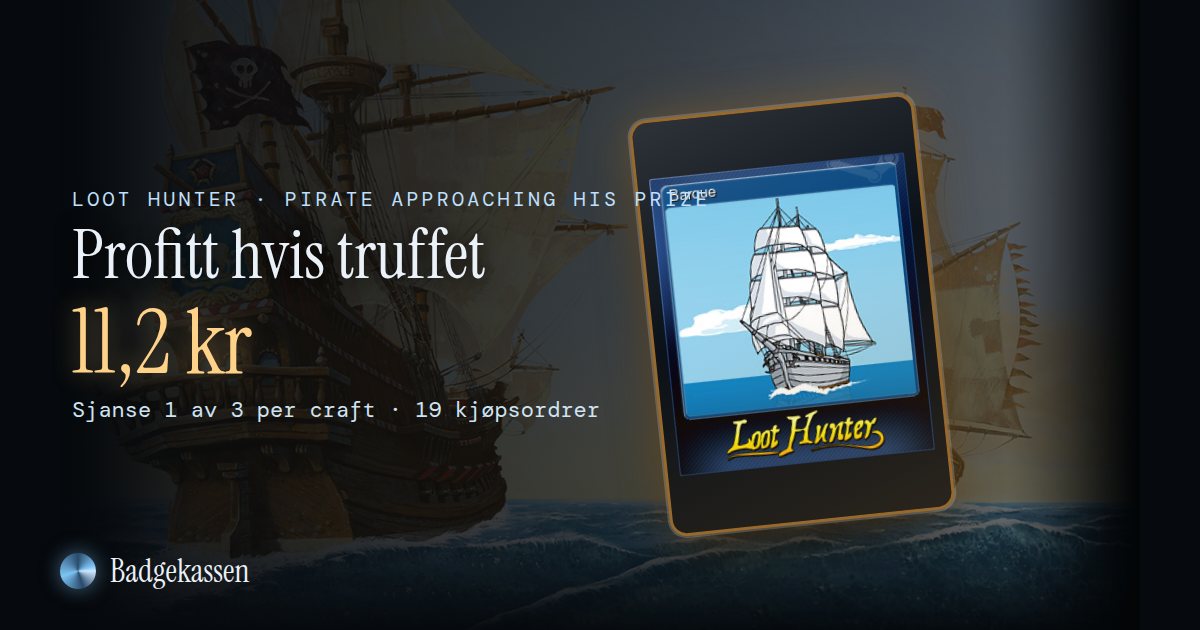 LOOT HUNTER · PIRATE APPROACHING HIS PRIZE
Profitt hvis truffet
11,2 kr
Sjanse 1 av 3 per craft · 19 kjøpsordrer
Barque
Loot Hunter
Badgekassen